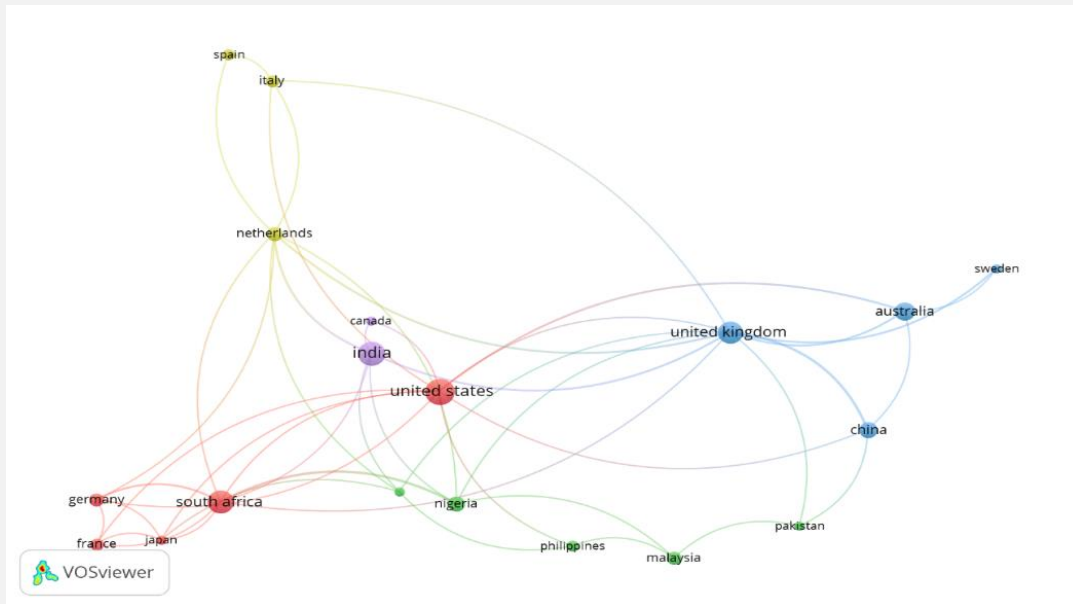 spain
italy
netherlands
sweden
australia
canada
united kingdom
india
united states
china
germany
south africa
nigeria
pakistan
france
japan
philippines
malaysia
VOSviewer